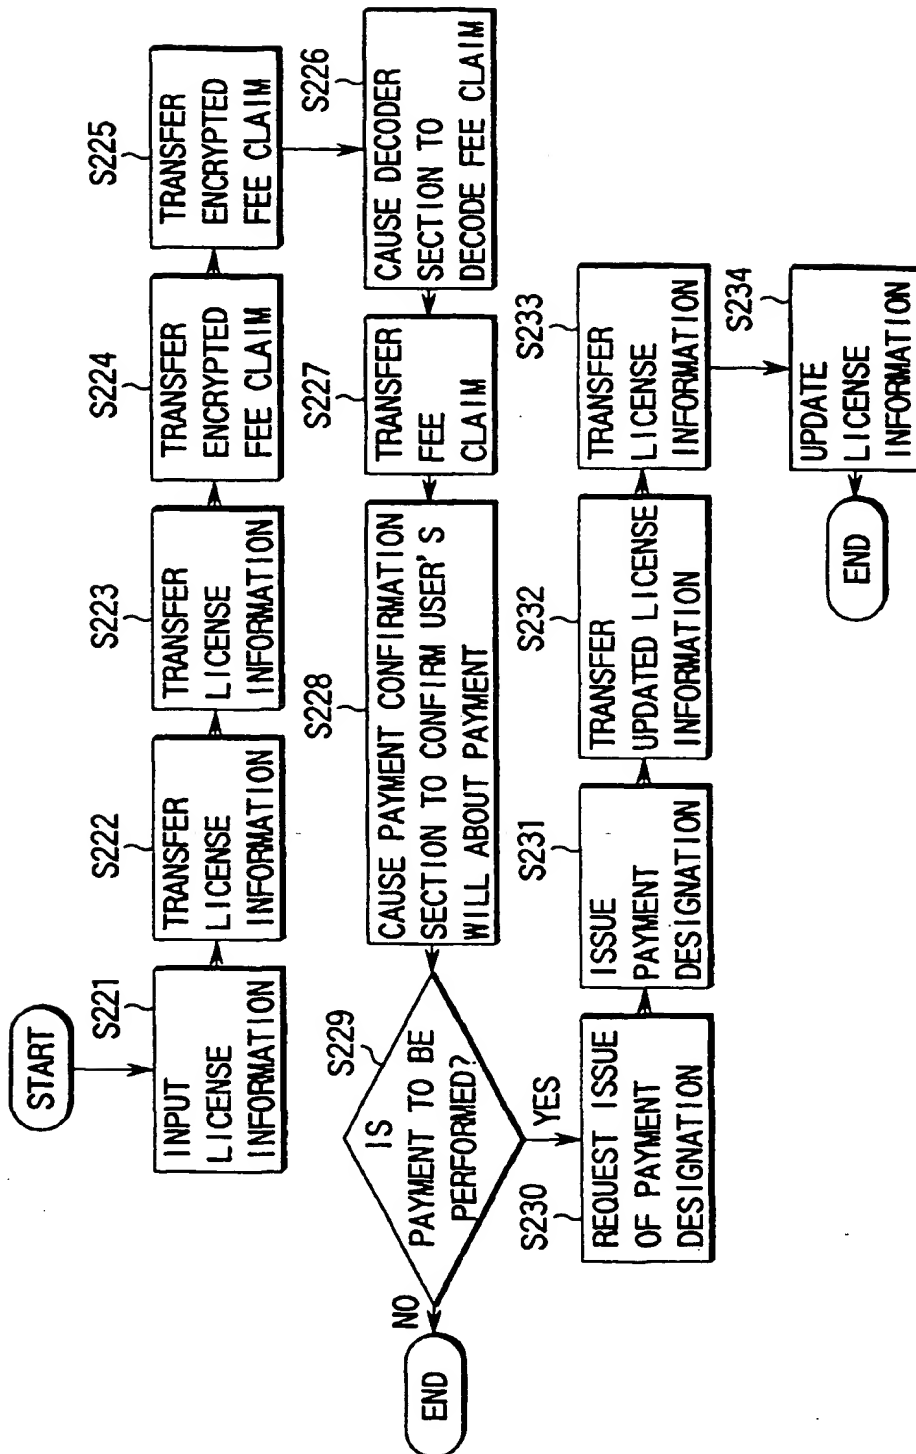 START
S221
INPUT
LICENSE
INFORMATION
S222
TRANSFER
LICENSE
INFORMATION
S223
TRANSFER
LICENSE
INFORMATION
S224
TRANSFER
ENCRYPTED
FEE CLAIM
S225
TRANSFER
ENCRYPTED
FEE CLAIM
S226
CAUSE DECODER
SECTION TO
DECODE FEE CLAIM
S227
TRANSFER
FEE
CLAIM
S228
CAUSE PAYMENT CONFIRMATION
SECTION TO CONFIRM USER'S
WILL ABOUT PAYMENT
S229
IS
PAYMENT TO BE
PERFORMED?
NO
END
YES
S230
REQUEST ISSUE
OF PAYMENT
DESIGNATION
S231
ISSUE
PAYMENT
DESIGNATION
S232
TRANSFER
UPDATED LICENSE
INFORMATION
S233
TRANSFER
LICENSE
INFORMATION
S234
UPDATE
LICENSE
INFORMATION
END